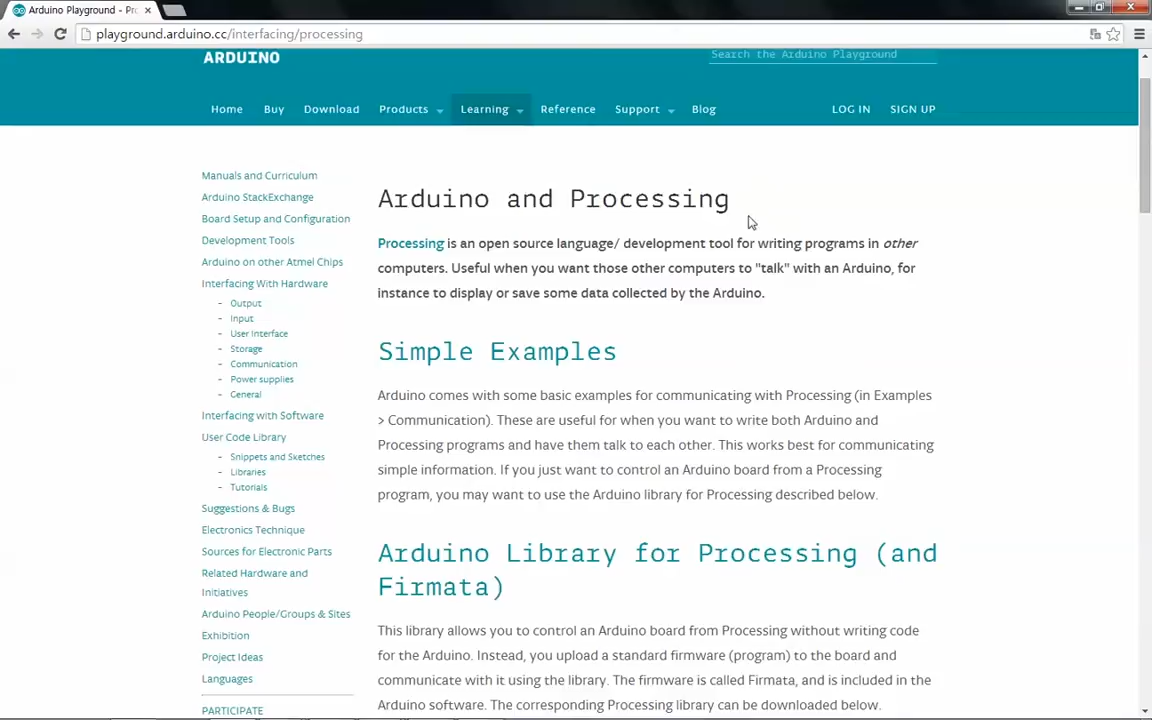 Arduino Playground - Pro
playground.arduino.cc/interfacing/processing
ARDUINO
Search the Arduino Playground
Home Buy Download Products Learning Reference Support Blog LOG IN SIGN UP
Manuals and Curriculum
Arduino StackExchange
Board Setup and Configuration
Development Tools
Arduino on other Atmel Chips
Interfacing With Hardware
- Output
- Input
- User Interface
- Storage
- Communication
- Power supplies
- General
Interfacing with Software
User Code Library
- Snippets and Sketches
- Libraries
- Tutorials
Suggestions & Bugs
Electronics Technique
Sources for Electronic Parts
Related Hardware and
Initiatives
Arduino People/Groups & Sites
Exhibition
Project Ideas
Languages
PARTICIPATE
Arduino and Processing
Processing is an open source language/ development tool for writing programs in other
computers. Useful when you want those other computers to "talk" with an Arduino, for
instance to display or save some data collected by the Arduino.
Simple Examples
Arduino comes with some basic examples for communicating with Processing (in Examples
> Communication). These are useful for when you want to write both Arduino and
Processing programs and have them talk to each other. This works best for communicating
simple information. If you just want to control an Arduino board from a Processing
program, you may want to use the Arduino library for Processing described below.
Arduino Library for Processing (and
Firmata)
This library allows you to control an Arduino board from Processing without writing code
for the Arduino. Instead, you upload a standard firmware (program) to the board and
communicate with it using the library. The firmware is called Firmata, and is included in the
Arduino software. The corresponding Processing library can be downloaded below.